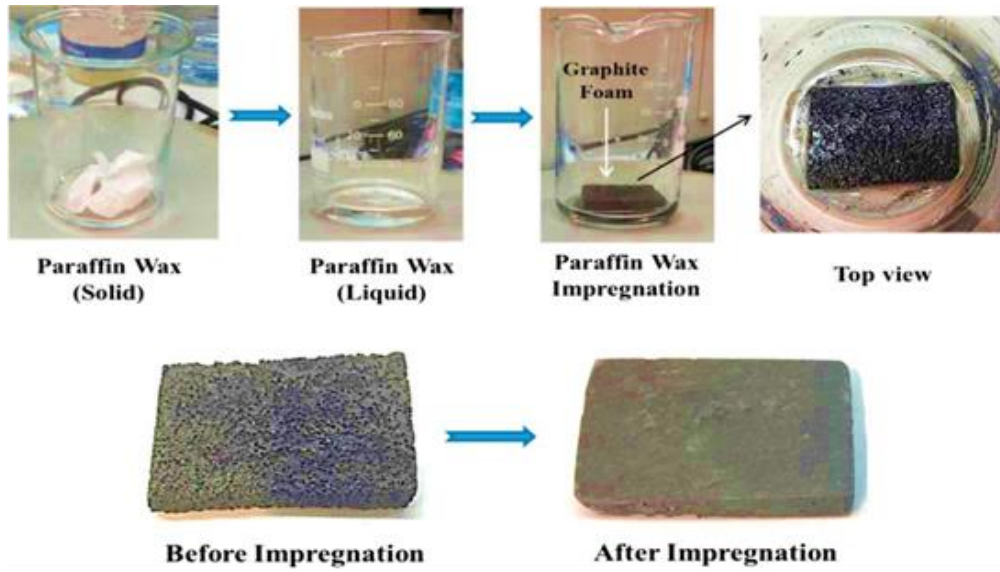 Graphite
Foam
Paraffin Wax
(Solid)
Paraffin Wax
(Liquid)
Paraffin Wax
Impregnation
Top view
Before Impregnation
After Impregnation